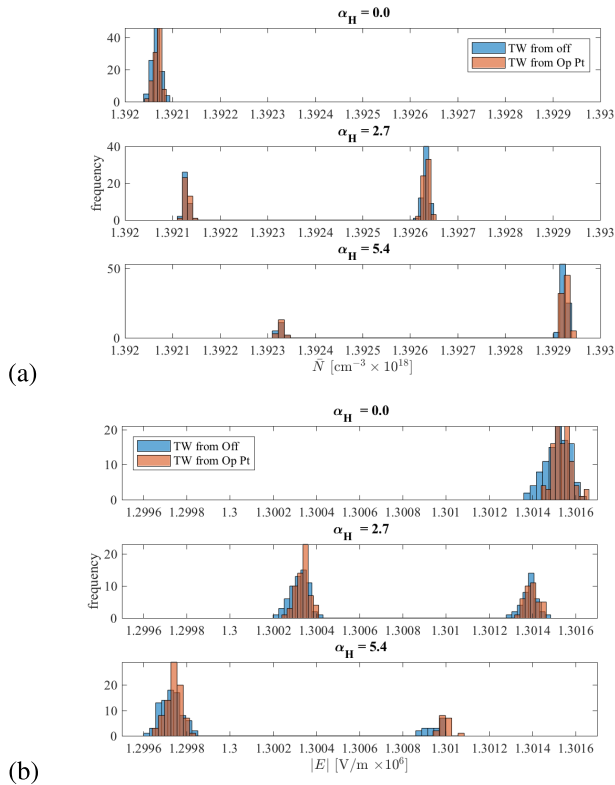 α_H = 0.0
40
20
0
TW from off
TW from Op Pt
1.392 1.3921 1.3922 1.3923 1.3924 1.3925 1.3926 1.3927 1.3928 1.3929 1.393
α_H = 2.7
frequency
40
20
0
1.392 1.3921 1.3922 1.3923 1.3924 1.3925 1.3926 1.3927 1.3928 1.3929 1.393
α_H = 5.4
50
0
1.392 1.3921 1.3922 1.3923 1.3924 1.3925 1.3926 1.3927 1.3928 1.3929 1.393
N̄ [cm⁻³ × 10¹⁸]
(a)
α_H = 0.0
20
10
0
TW from Off
TW from Op Pt
1.2996 1.2998 1.3 1.3002 1.3004 1.3006 1.3008 1.301 1.3012 1.3014 1.3016
α_H = 2.7
frequency
20
10
0
1.2996 1.2998 1.3 1.3002 1.3004 1.3006 1.3008 1.301 1.3012 1.3014 1.3016
α_H = 5.4
20
10
0
1.2996 1.2998 1.3 1.3002 1.3004 1.3006 1.3008 1.301 1.3012 1.3014 1.3016
|E| [V/m ×10⁶]
(b)